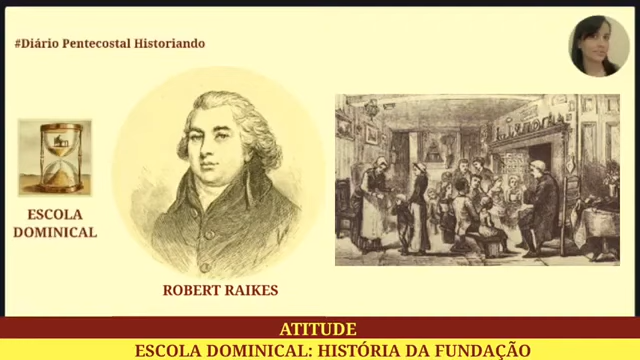 #Diário Pentecostal Historiando
ESCOLA
DOMINICAL
ROBERT RAIKES
ATITUDE
ESCOLA DOMINICAL: HISTÓRIA DA FUNDAÇÃO